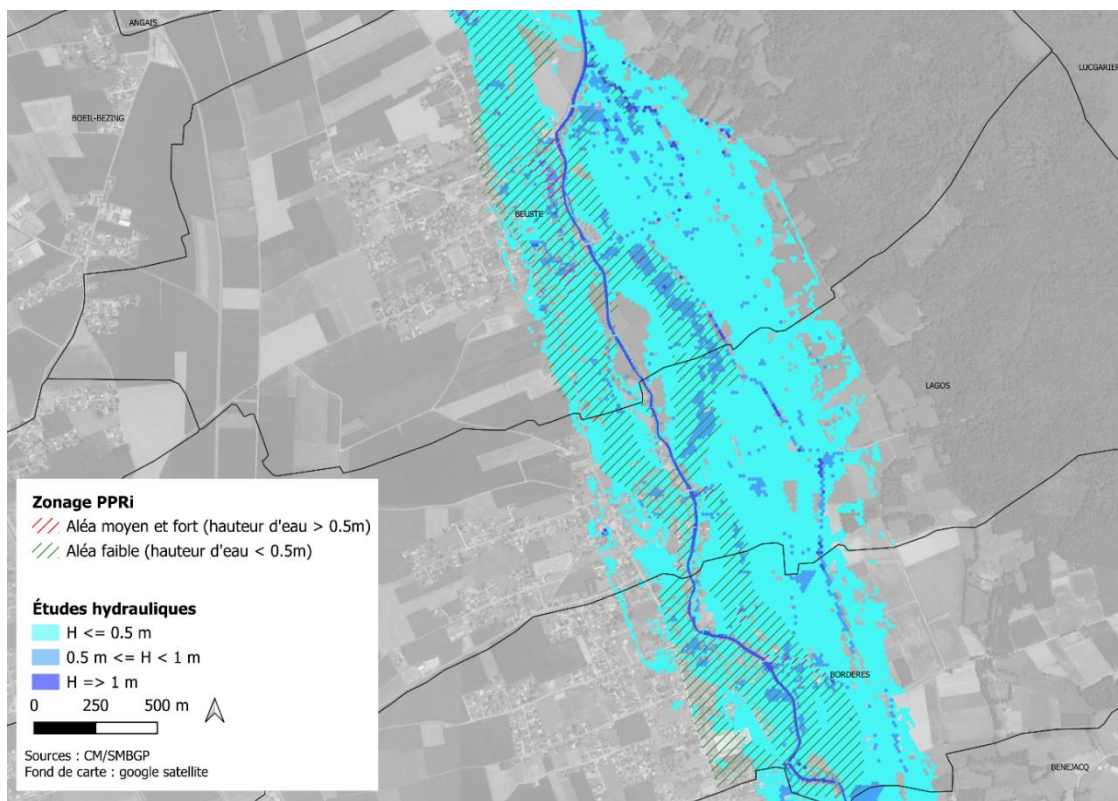 ANGAIS
LUCGARIER
BOEIL-BEZING
BEUSTE
LAGOS
BORDERES
BENEJACQ
Zonage PPRi
Aléa moyen et fort (hauteur d'eau > 0.5m)
Aléa faible (hauteur d'eau < 0.5m)
Études hydrauliques
H <= 0.5 m
0.5 m <= H < 1 m
H => 1 m
0 250 500 m
Sources : CM/SMBGP
Fond de carte : google satellite